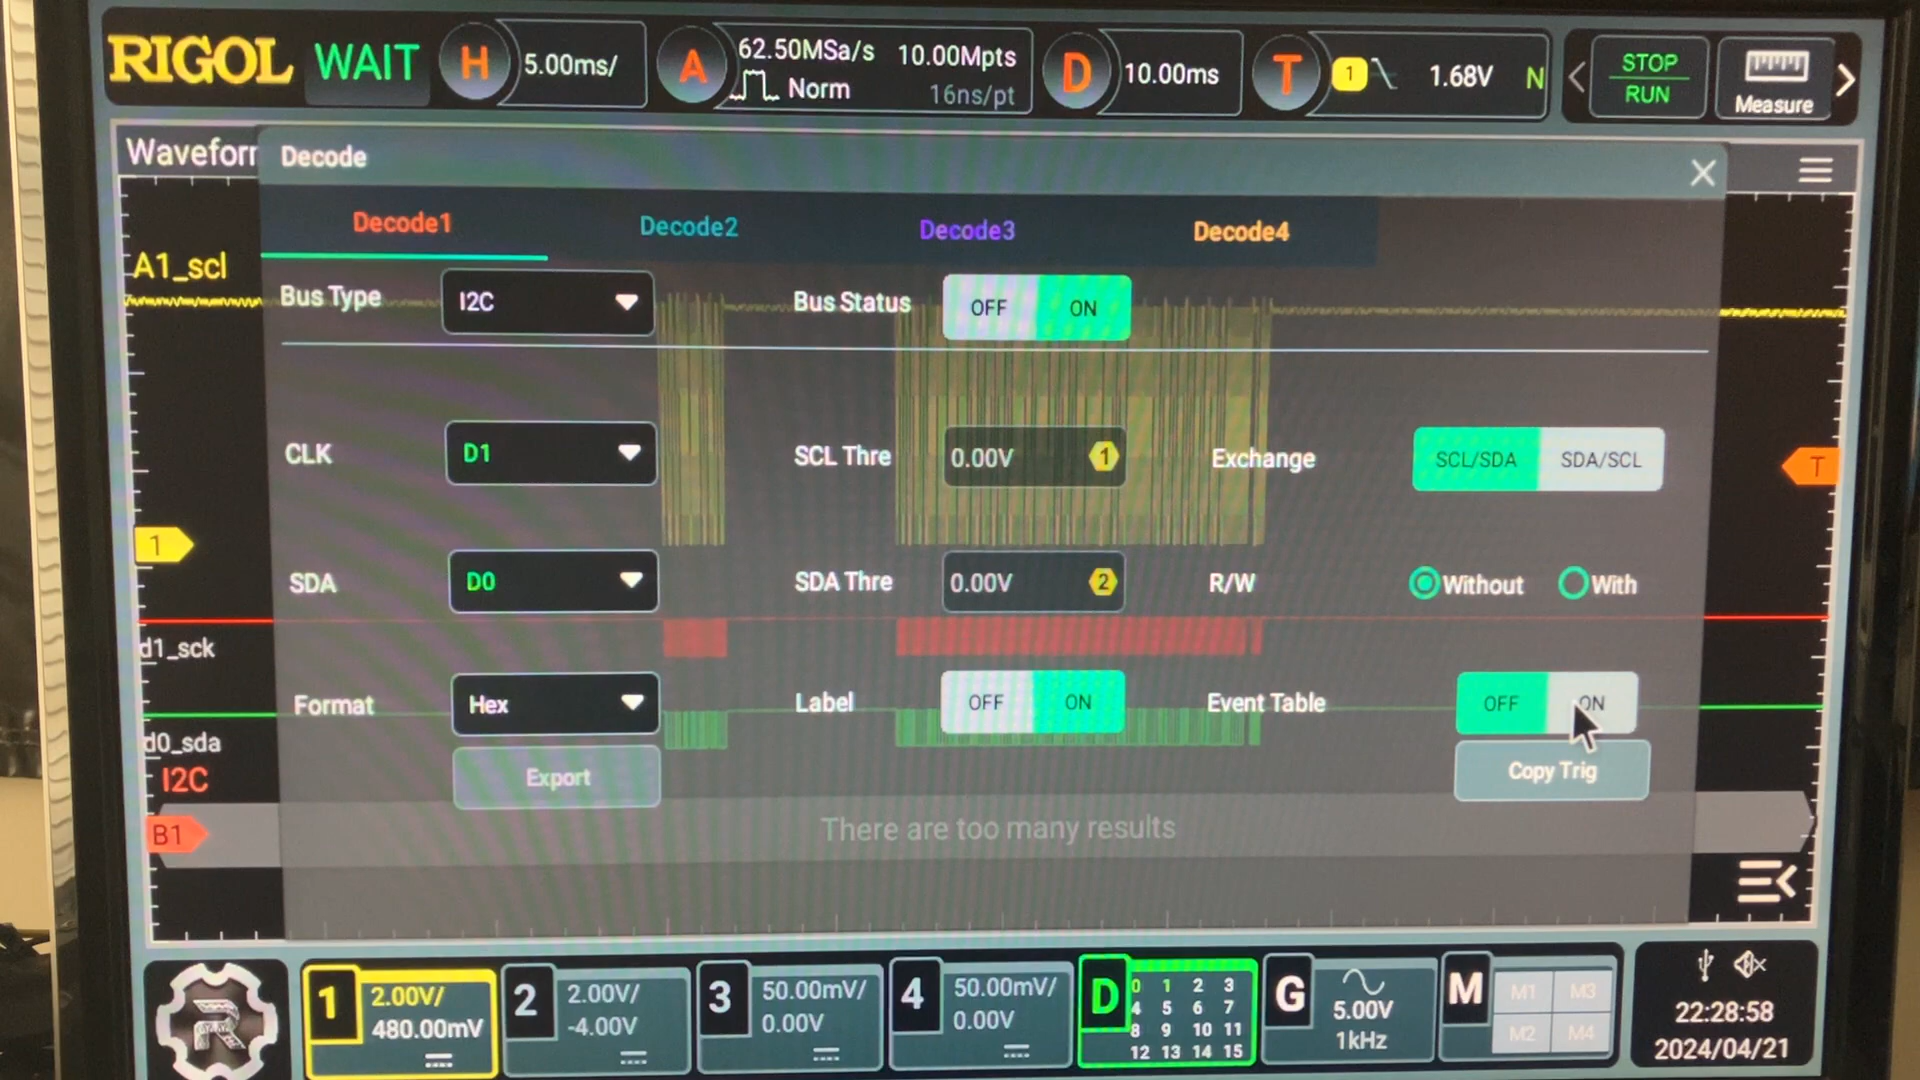 RIGOL WAIT H 5.00ms/ A 62.50MSa/s 10.00Mpts D 10.00ms T 1 1.68V N STOP Measure
Norm 16ns/pt RUN
Wavefor Decode
Decode1 Decode2 Decode3 Decode4
A1_scl
Bus Type I2C Bus Status OFF ON
CLK D1 SCL Thre 0.00V 1 Exchange SCL/SDA SDA/SCL
T
1
SDA D0 SDA Thre 0.00V 2 R/W Without With
d1_sck
Format Hex Label OFF ON Event Table OFF ON
d0_sda
I2C Export Copy Trig
B1 There are too many results
1 2.00V/ 2 2.00V/ 3 50.00mV/ 4 50.00mV/ D 0 1 2 3 G 5.00V M M1 M3
480.00mV -4.00V 0.00V 0.00V 4 5 6 7 1kHz M2 M4
8 9 10 11
12 13 14 15
R
22:28:58
2024/04/21